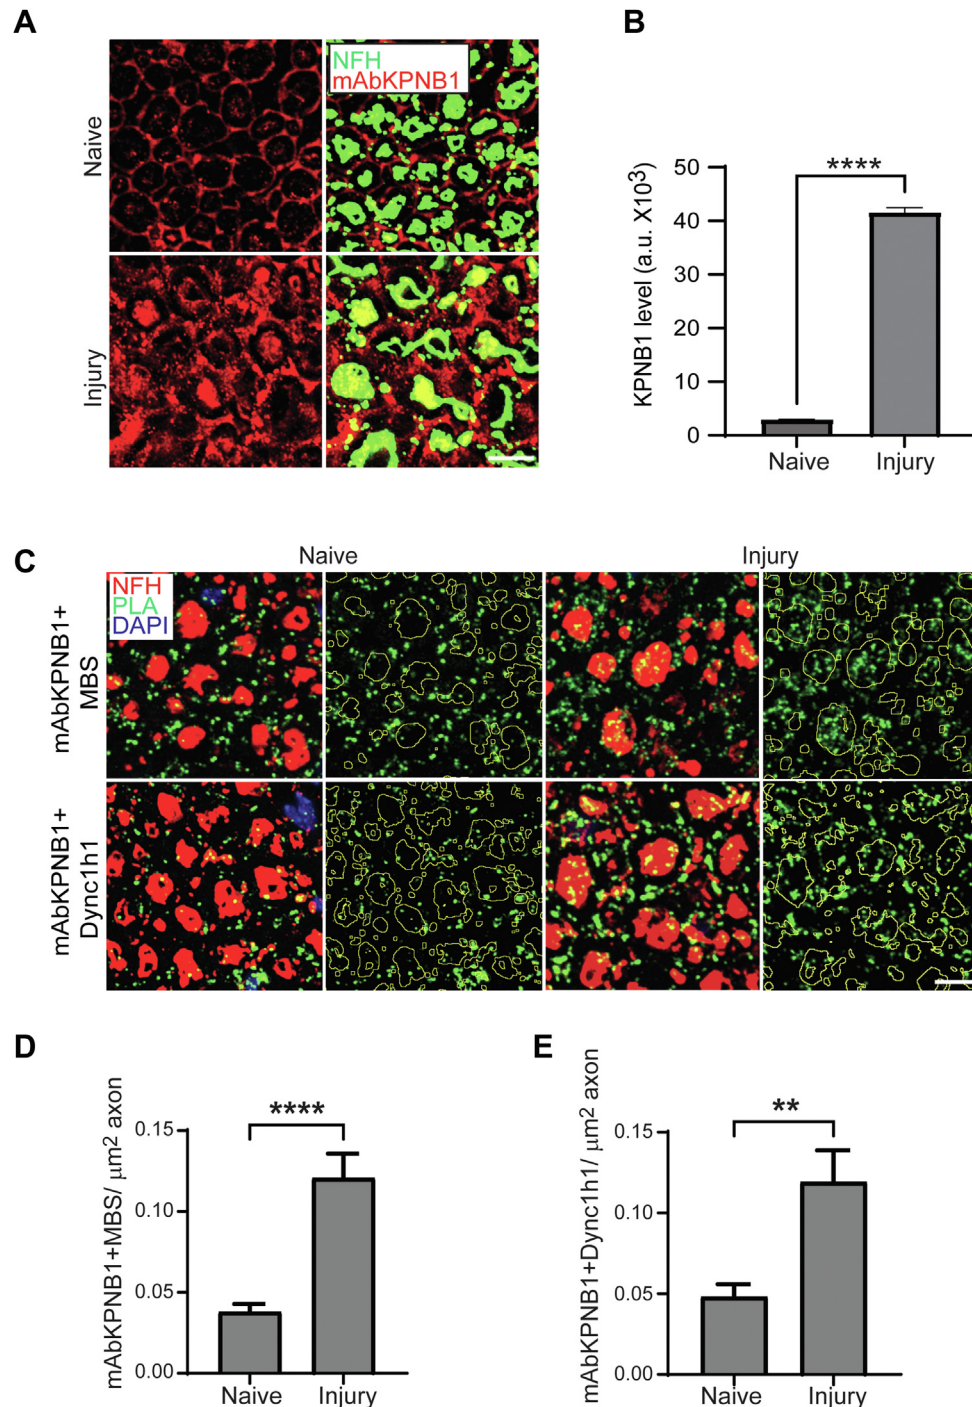 A
Naive
NFH
mAbKPNB1
Injury
B
KPNB1 level (a.u. X10³)
50
40
30
20
10
0
****
Naive
Injury
C
Naive
Injury
mAbKPNB1+
MBS
NFH
PLA
DAPI
mAbKPNB1+
Dync1h1
D
mAbKPNB1+MBS/ μm² axon
0.15
0.10
0.05
0.00
****
Naive
Injury
E
mAbKPNB1+Dync1h1/ μm² axon
0.15
0.10
0.05
0.00
**
Naive
Injury